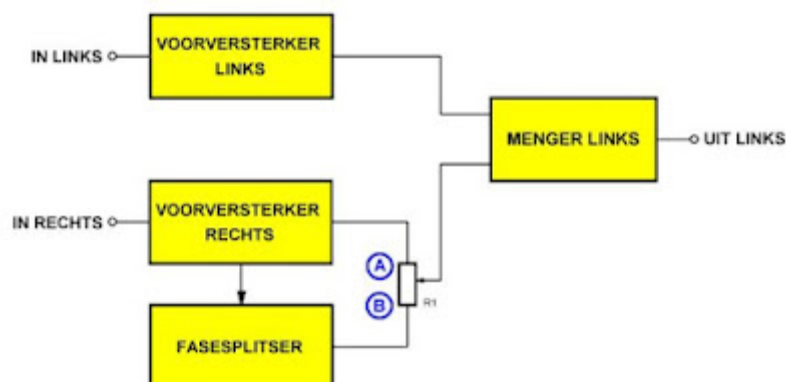 IN LINKS
VOORVERSTERKER
LINKS
MENGER LINKS
UIT LINKS
IN RECHTS
VOORVERSTERKER
RECHTS
A
B
R1
FASESPLITSER